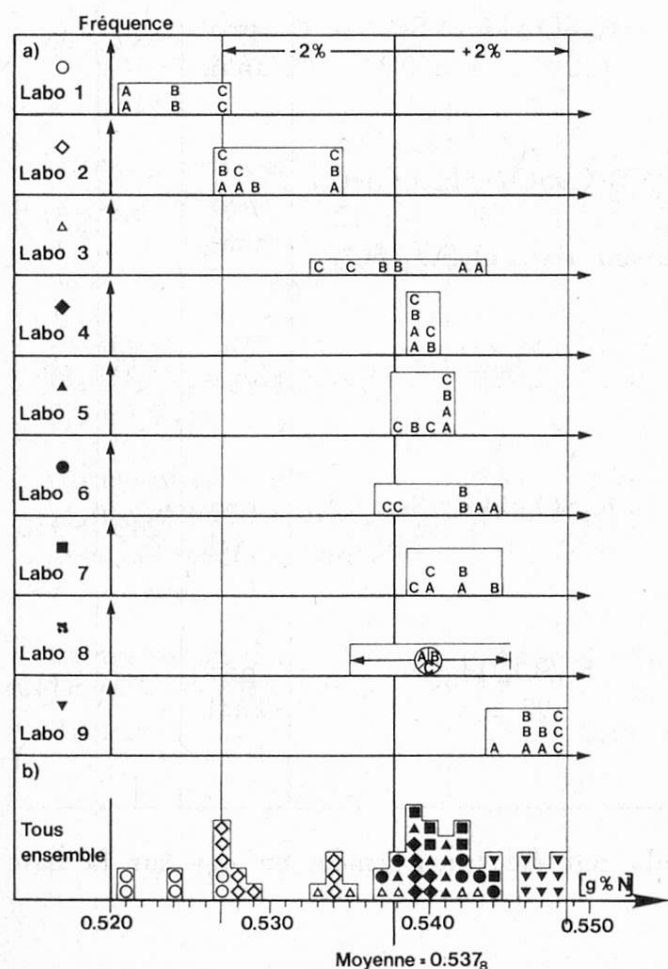 Fréquence
a) -2% +2%
A B C
Labo 1 A B C
C C
B C B
Labo 2 A A B A
Labo 3 C C B B A A
C
B
A C
Labo 4 A B
C
B
A
Labo 5 C B C A
B
Labo 6 C C B A A
C B
Labo 7 C A A B
Labo 8 A B
C
B C
B B C
Labo 9 A A A C
b)
Tous
ensemble
[g%N]
0.520 0.530 0.540 0.550
Moyenne = 0.537₈